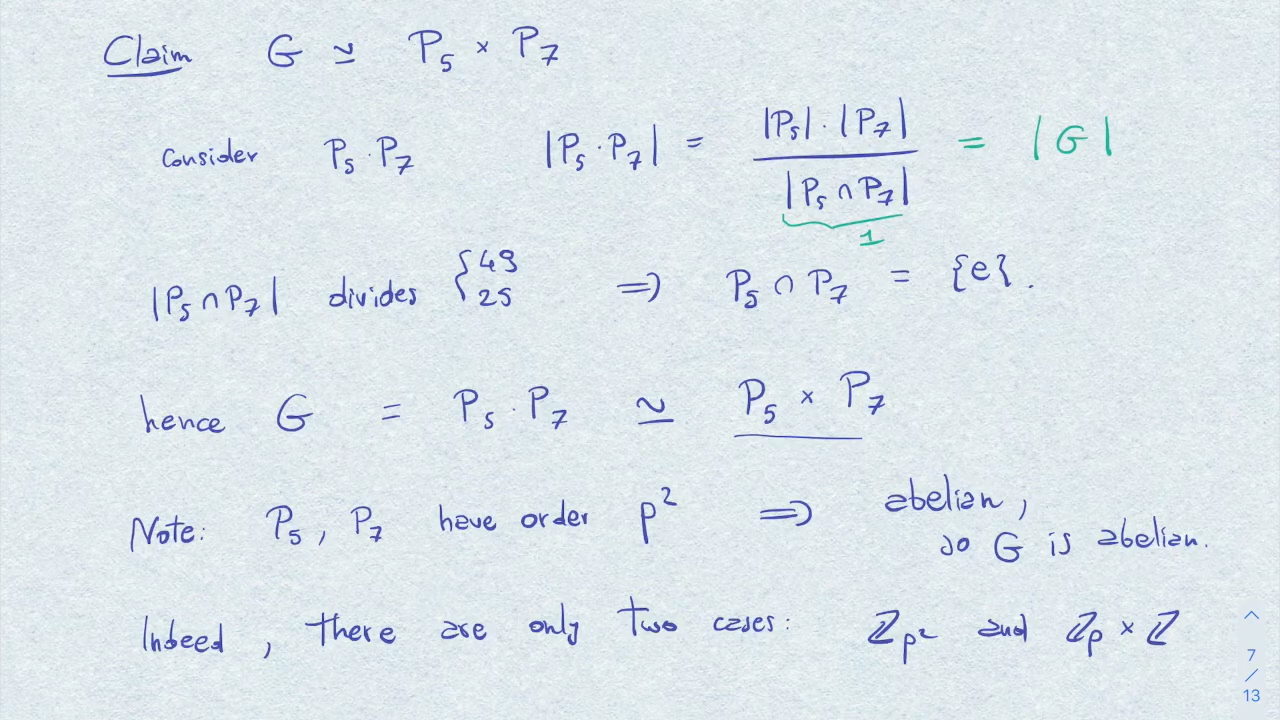 Claim G ≃ P₅ × P₇
Consider P₅ · P₇ |P₅ · P₇| = |P₅| · |P₇| / |P₅ ∩ P₇| = |G|
1
|P₅ ∩ P₇| divides { 49 25 ⟹ P₅ ∩ P₇ = {e}.
hence G = P₅ · P₇ ≃ P₅ × P₇
Note: P₅, P₇ have order p² ⟹ abelian,
so G is abelian.
Indeed, there are only two cases: ℤ_p² and ℤ_p × ℤ
7
/
13